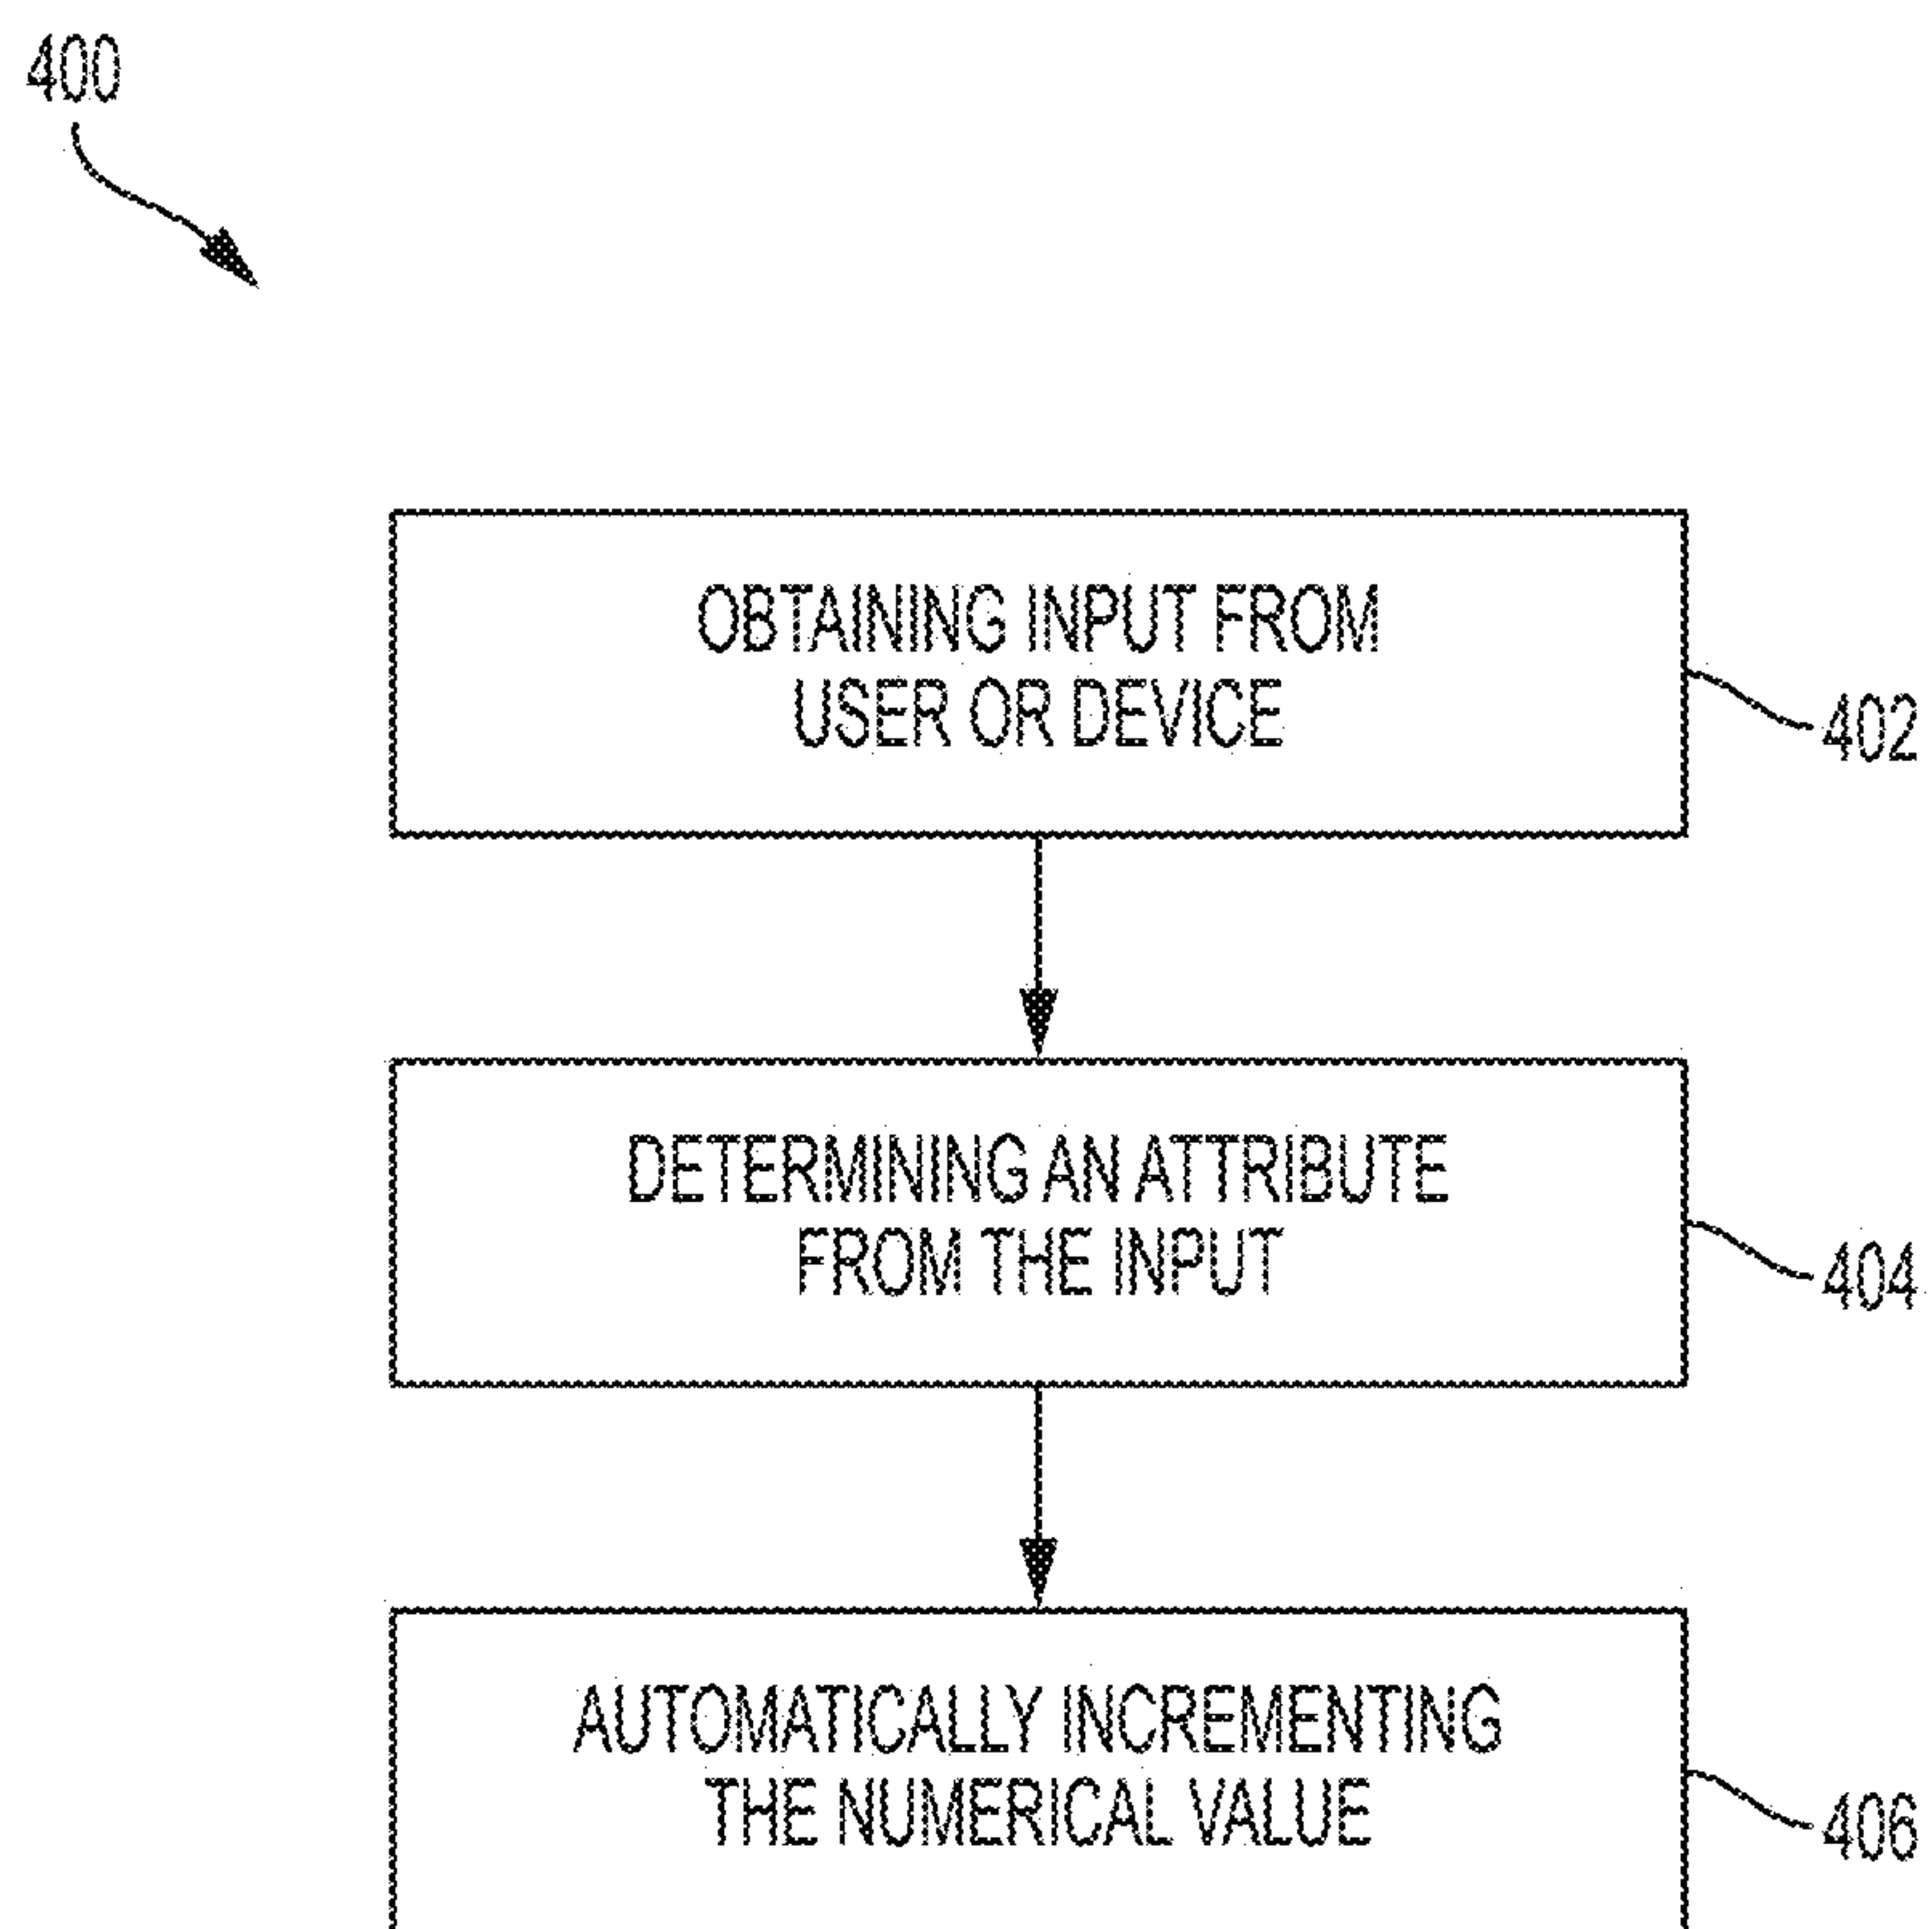 400
OBTAINING INPUT FROM
USER OR DEVICE
402
DETERMINING AN ATTRIBUTE
FROM THE INPUT
404
AUTOMATICALLY INCREMENTING
THE NUMERICAL VALUE
406